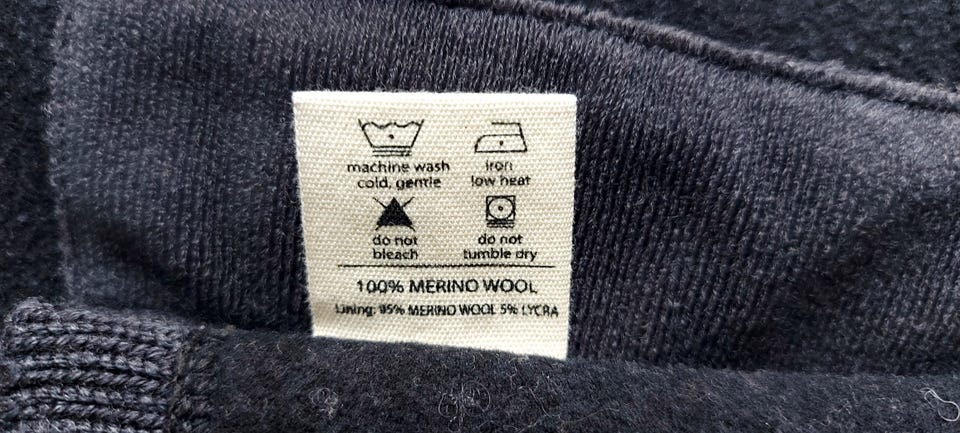 machine wash
cold, gentle
iron
low heat
do not
bleach
do not
tumble dry
100% MERINO WOOL
Lining: 95% MERINO WOOL 5% LYCRA